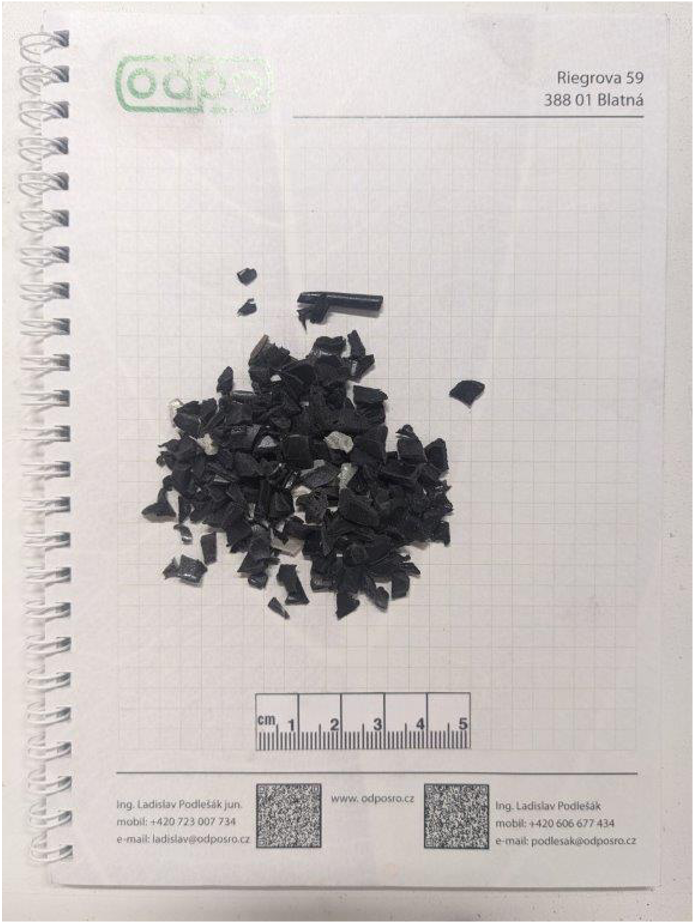 odpo
Riegrova 59
388 01 Blatná
cm 1 2 3 4 5
Ing. Ladislav Podlešák jun.
mobil: +420 723 007 734
e-mail: ladislav@odposro.cz
www. odposro.cz
Ing. Ladislav Podlešák
mobil: +420 606 677 434
e-mail: podlesak@odposro.cz